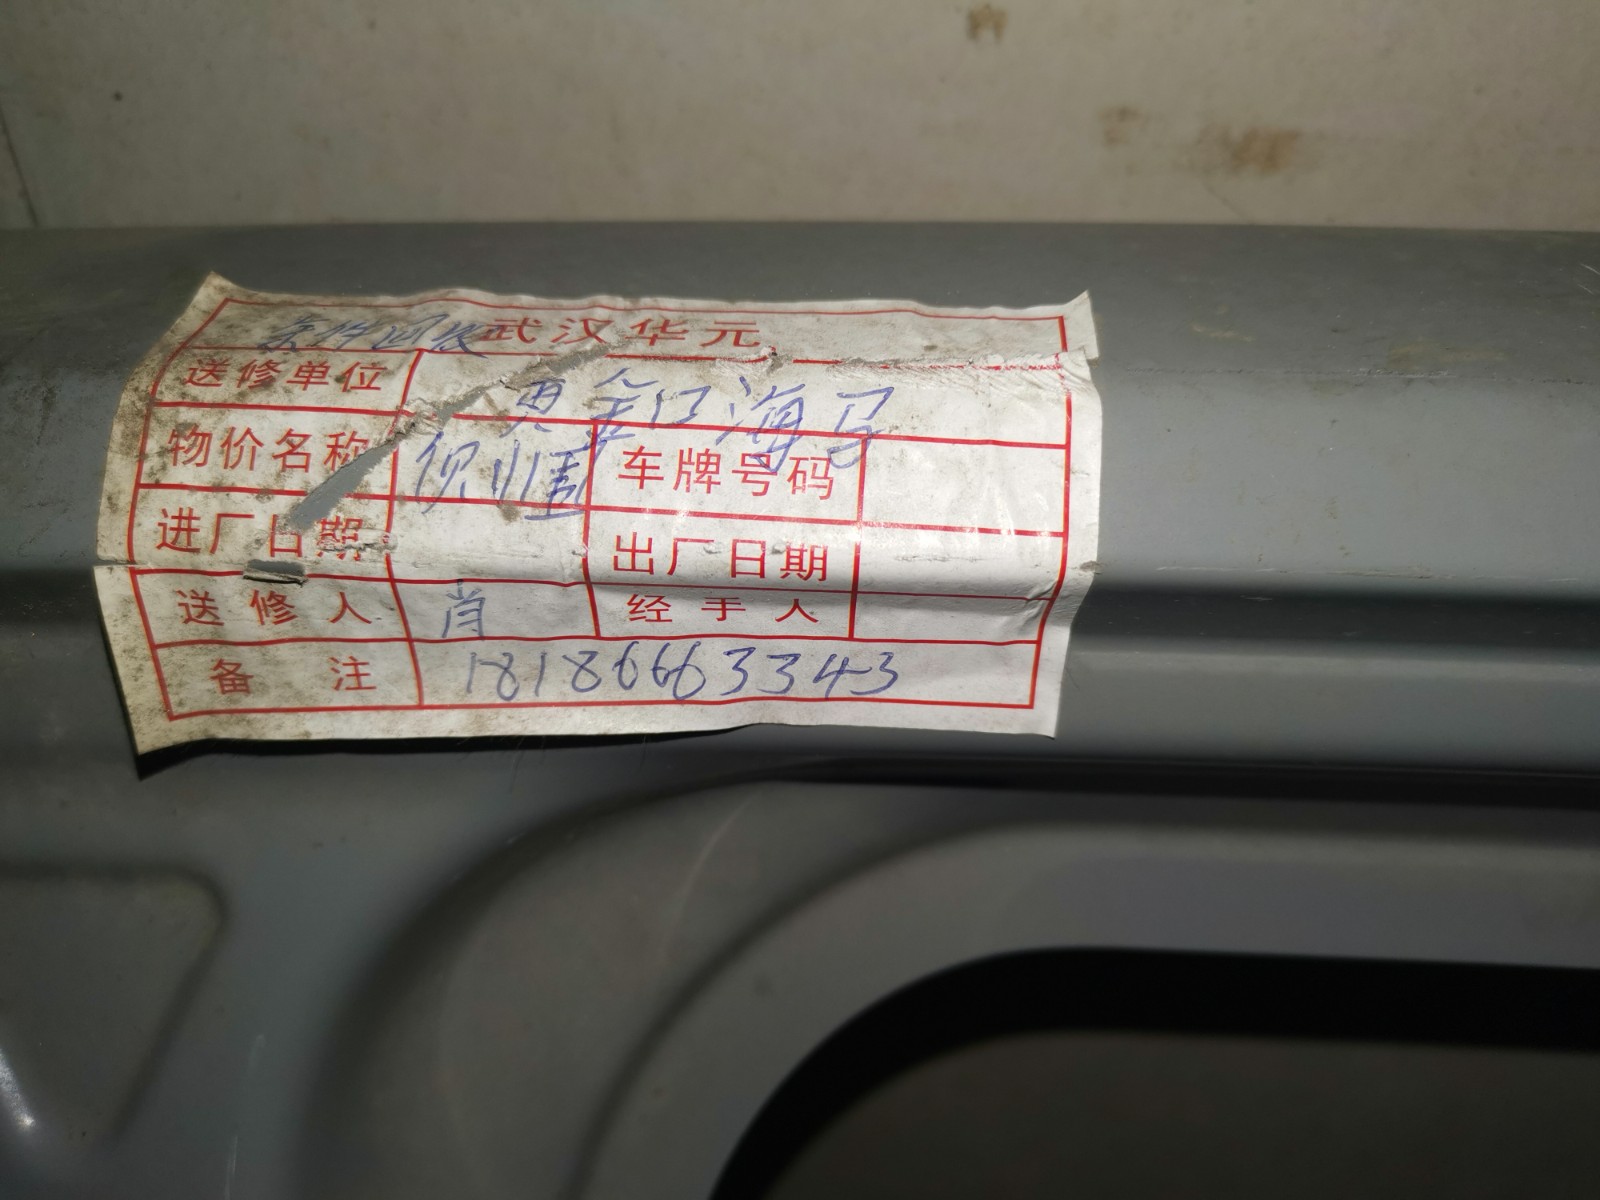 武汉华元
送修单位 金口海马
物价名称 侧围 车牌号码
进厂日期 出厂日期
送修人 肖 经手人
备注 18186663343